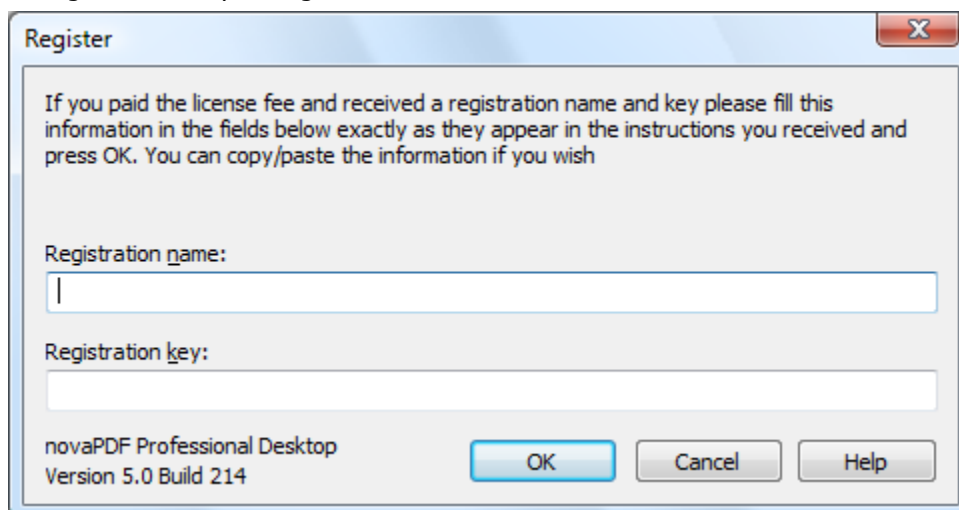 Register
If you paid the license fee and received a registration name and key please fill this
information in the fields below exactly as they appear in the instructions you received and
press OK. You can copy/paste the information if you wish
Registration name:
Registration key:
novaPDF Professional Desktop
Version 5.0 Build 214
OK
Cancel
Help